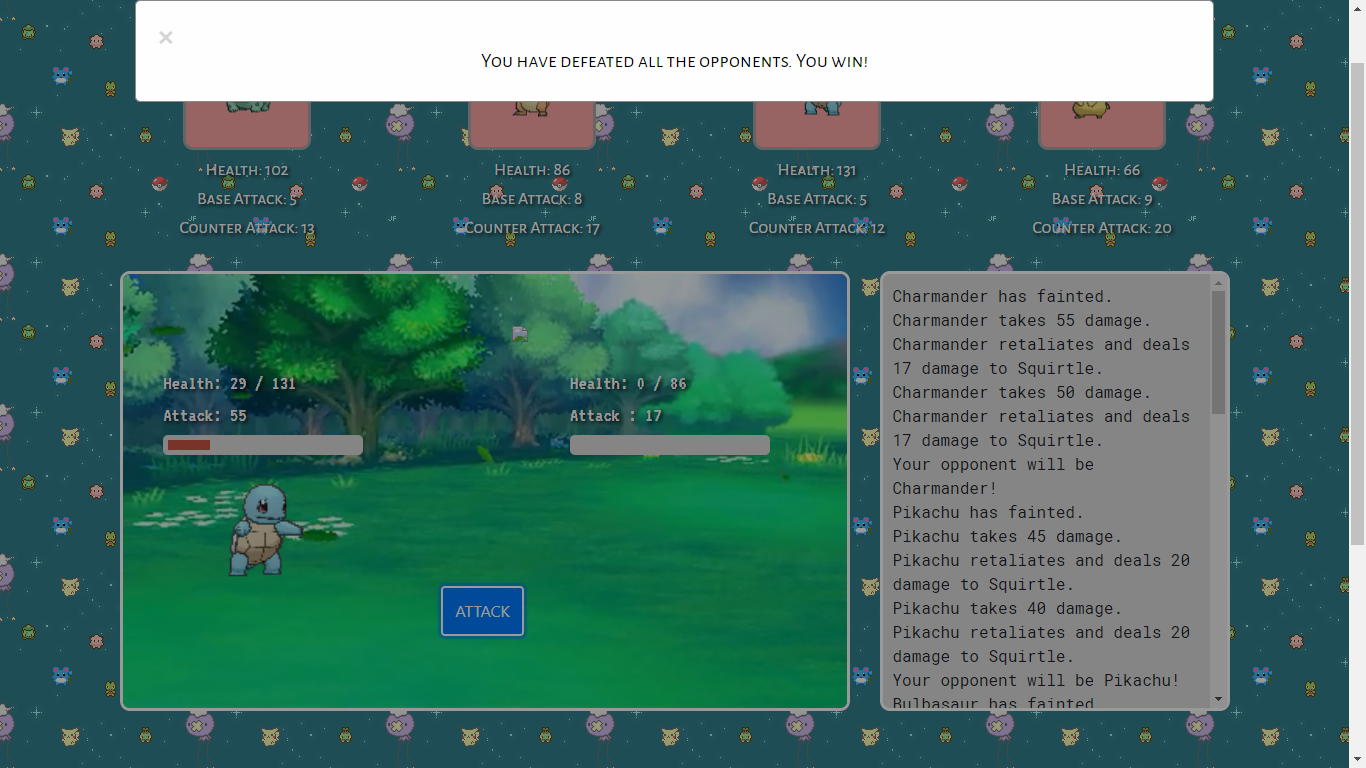 ×
You have defeated all the opponents. You win!
Health: 102
Health: 86
Health: 131
Health: 66
Base Attack: 5
Base Attack: 8
Base Attack: 5
Base Attack: 9
Counter Attack: 13
Counter Attack: 17
Counter Attack: 12
Counter Attack: 20
Health: 29 / 131
Attack: 55
Health: 0 / 86
Attack : 17
ATTACK
Charmander has fainted.
Charmander takes 55 damage.
Charmander retaliates and deals
17 damage to Squirtle.
Charmander takes 50 damage.
Charmander retaliates and deals
17 damage to Squirtle.
Your opponent will be
Charmander!
Pikachu has fainted.
Pikachu takes 45 damage.
Pikachu retaliates and deals 20
damage to Squirtle.
Pikachu takes 40 damage.
Pikachu retaliates and deals 20
damage to Squirtle.
Your opponent will be Pikachu!
Bulbasaur has fainted
JF
JF
JF
JF